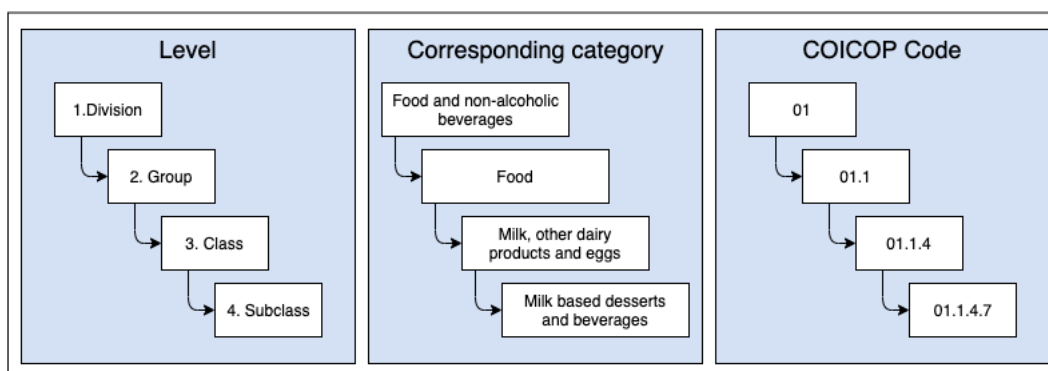 Level
1.Division
2. Group
3. Class
4. Subclass
Corresponding category
Food and non-alcoholic
beverages
Food
Milk, other dairy
products and eggs
Milk based desserts
and beverages
COICOP Code
01
01.1
01.1.4
01.1.4.7